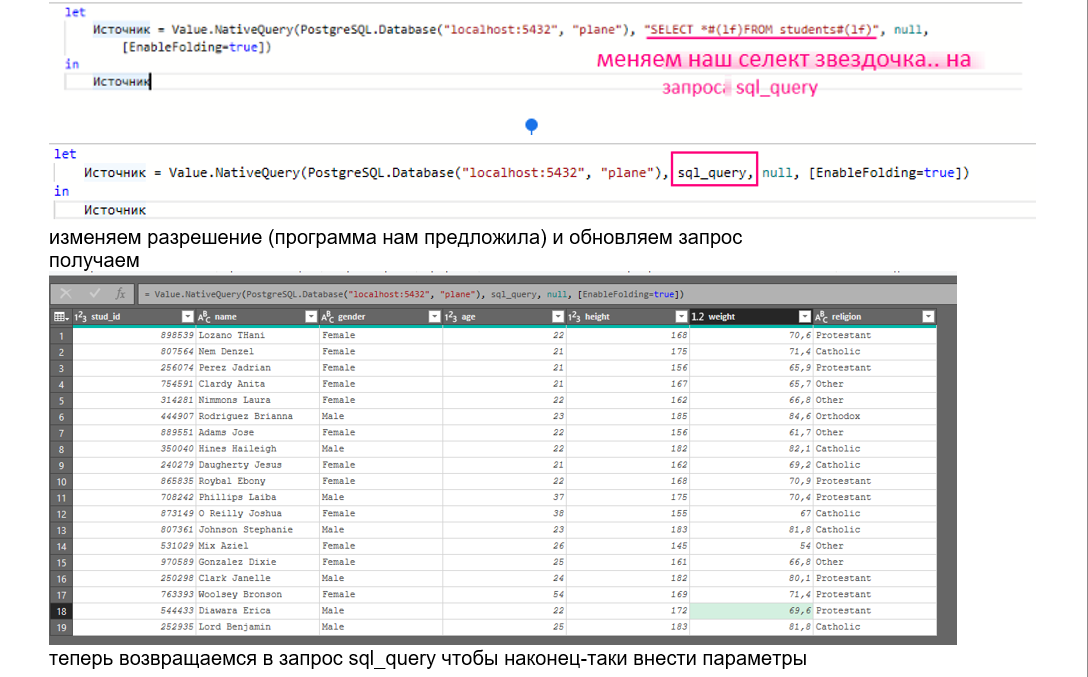 let
Источник = Value.NativeQuery(PostgreSQL.Database("localhost:5432", "plane"), "SELECT *#(lf)FROM students#(lf)", null,
[EnableFolding=true])
in
Источник
меняем наш селект звездочка.. на
запроса sql_query
let
Источник = Value.NativeQuery(PostgreSQL.Database("localhost:5432", "plane"), sql_query, null, [EnableFolding=true])
in
Источник
изменяем разрешение (программа нам предложила) и обновляем запрос
получаем
fx = Value.NativeQuery(PostgreSQL.Database("localhost:5432", "plane"), sql_query, null, [EnableFolding=true])
1²3 stud_id ABC name ABC gender 1²3 age 1²3 height 1.2 weight ABC religion
1 898539 Lozano THani Female 22 168 70,6 Protestant
2 807564 Nem Denzel Female 21 175 71,4 Catholic
3 256074 Perez Jadrian Female 21 156 65,9 Protestant
4 754591 Clardy Anita Female 21 167 65,7 Other
5 314281 Nimmons Laura Female 22 162 66,8 Other
6 444907 Rodriguez Brianna Male 23 185 84,6 Orthodox
7 889551 Adams Jose Female 22 156 61,7 Other
8 350040 Hines Haileigh Male 22 182 82,1 Catholic
9 240279 Daugherty Jesus Female 21 162 69,2 Catholic
10 865835 Roybal Ebony Female 22 168 70,9 Protestant
11 708242 Phillips Laiba Male 37 175 70,4 Protestant
12 873149 O Reilly Joshua Female 38 155 67 Catholic
13 807361 Johnson Stephanie Male 23 183 81,8 Catholic
14 531029 Mix Aziel Female 26 145 54 Other
15 970589 Gonzalez Dixie Female 25 161 66,8 Other
16 250298 Clark Janelle Male 24 182 80,1 Protestant
17 763393 Woolsey Bronson Female 54 169 71,4 Protestant
18 544433 Diawara Erica Male 22 172 69,6 Protestant
19 252935 Lord Benjamin Male 25 183 81,8 Catholic
теперь возвращаемся в запрос sql_query чтобы наконец-таки внести параметры